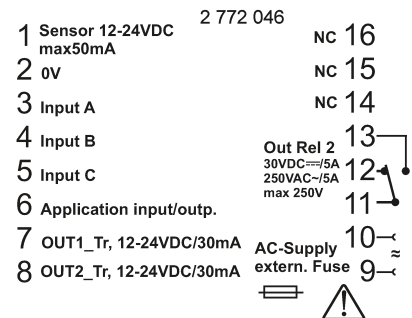 2 772 046
1 Sensor 12-24VDC
max50mA
2 0V
3 Input A
4 Input B
5 Input C
6 Application input/outp.
7 OUT1_Tr, 12-24VDC/30mA
8 OUT2_Tr, 12-24VDC/30mA
NC 16
NC 15
NC 14
13
Out Rel 2
30VDC⎓/5A
250VAC~/5A
max 250V
12
11
10
AC-Supply
extern. Fuse
≈
9